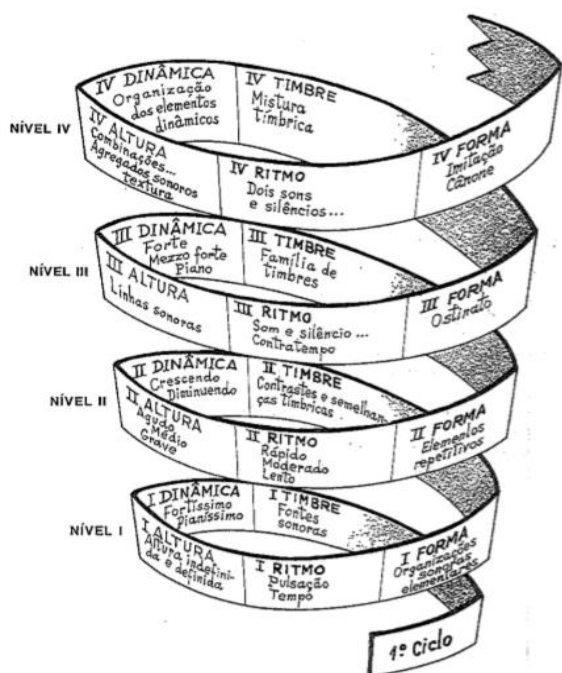 NÍVEL IV
IV DINÂMICA
Organização
dos elementos
dinâmicos
IV TIMBRE
Mistura
tímbrica
IV ALTURA
Combinações...
Agregados sonoros
textura
IV RITMO
Dois sons
e silêncios...
IV FORMA
Imitação
Cânone
NÍVEL III
III DINÂMICA
Forte
Mezzo forte
Piano
III TIMBRE
Família de
timbres
III ALTURA
Linhas sonoras
III RITMO
Som e silêncio...
Contratempo
III FORMA
Ostinato
NÍVEL II
II DINÂMICA
Crescendo
Diminuendo
II TIMBRE
Contrastes e semelhan
ças tímbricas
II ALTURA
Agudo
Médio
Grave
II RITMO
Rápido
Moderado
Lento
II FORMA
Elementos
repetitivos
NÍVEL I
I DINÂMICA
Fortíssimo
Pianíssimo
I TIMBRE
Fontes
sonoras
I ALTURA
Altura indefini-
da e definida
I RITMO
Pulsação
Tempo
I FORMA
Organizações
sonoras
elementares
1º Ciclo